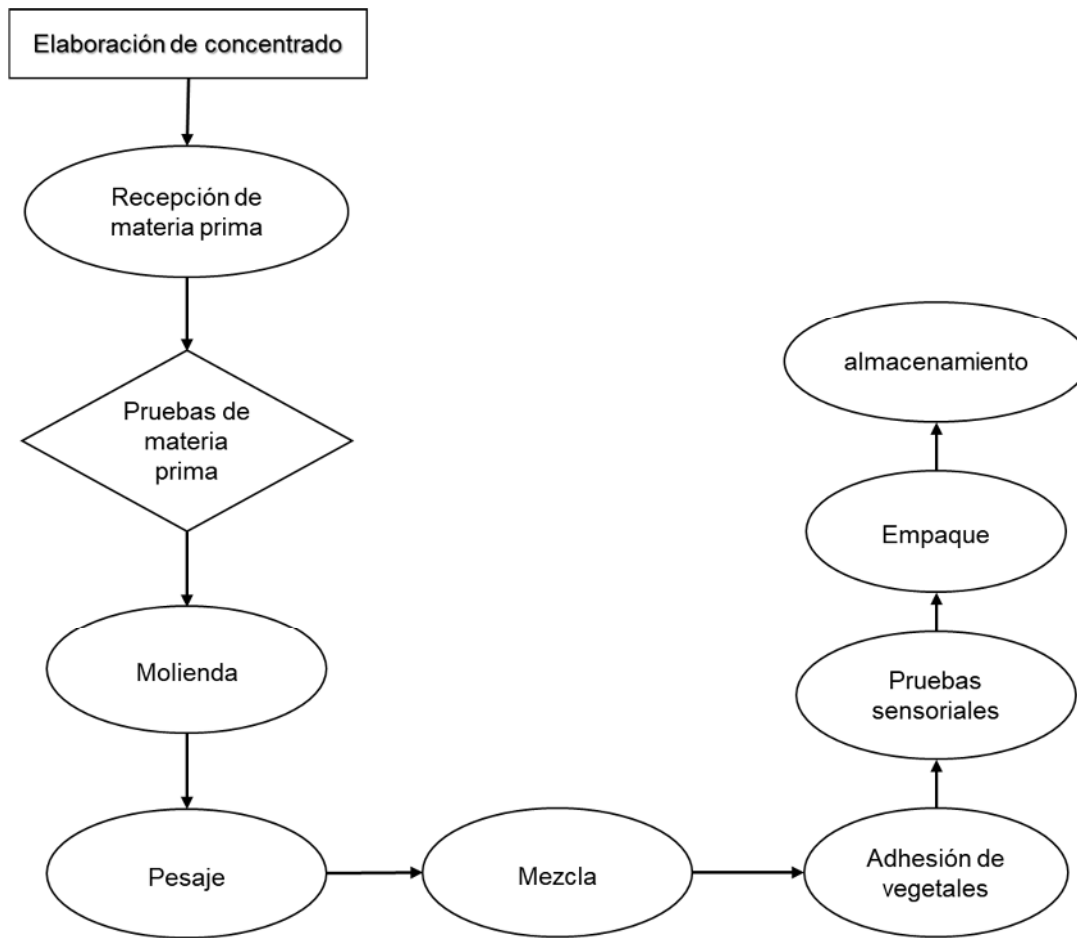 Elaboración de concentrado
Recepción de
materia prima
Pruebas de
materia
prima
Molienda
Pesaje
Mezcla
Adhesión de
vegetales
Pruebas
sensoriales
Empaque
almacenamiento